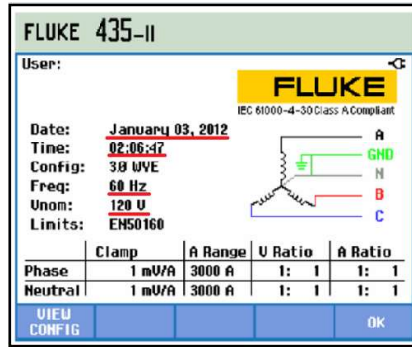 FLUKE 435-II
User:
FLUKE
IEC 61000-4-30 Class A Compliant
Date: January 03, 2012
Time: 02:06:47
Config: 3Ø WYE
Freq: 60 Hz
Vnom: 120 V
Limits: EN50160
A
GND
N
B
C
Clamp A Range V Ratio A Ratio
Phase 1 mV/A 3000 A 1: 1 1: 1
Neutral 1 mV/A 3000 A 1: 1 1: 1
VIEW CONFIG OK